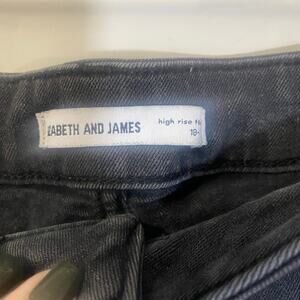 ZABETH AND JAMES
high rise
18-